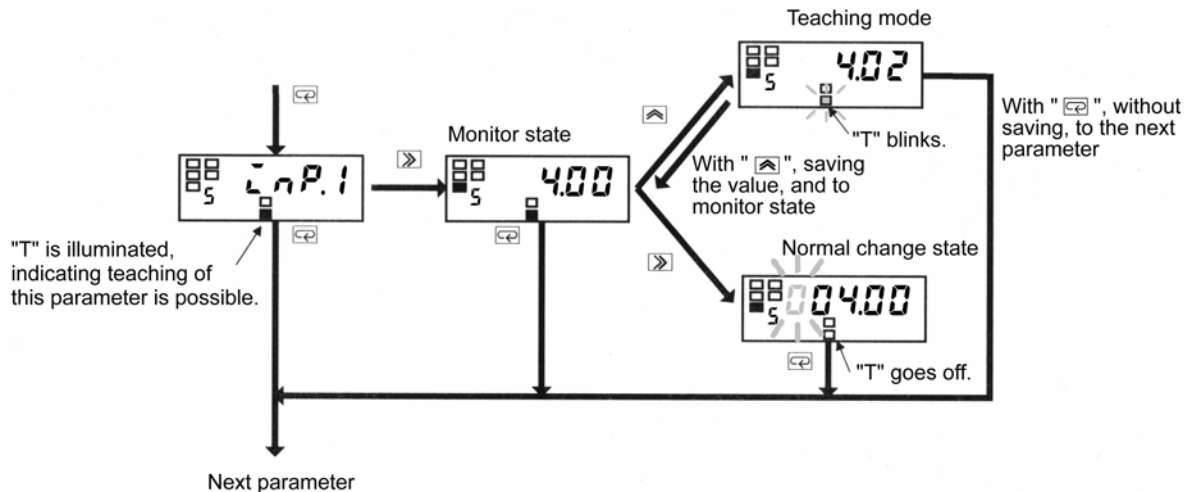 Teaching mode
4.02
S
"T" blinks.
With " ", without
saving, to the next
parameter
Monitor state
inP.1
S
4.00
S
With " ", saving
the value, and to
monitor state
"T" is illuminated,
indicating teaching of
this parameter is possible.
Normal change state
004.00
S
"T" goes off.
Next parameter